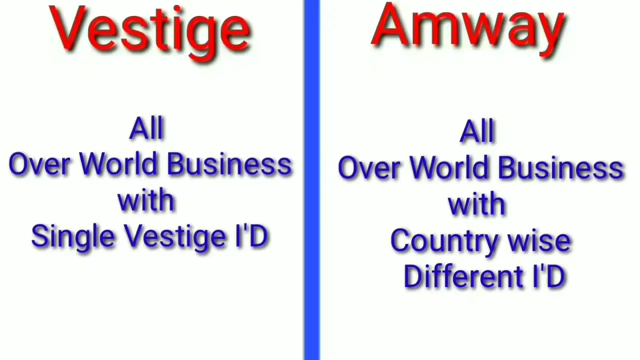 Vestige
All
Over World Business
with
Single Vestige I'D
Amway
All
Over World Business
with
Country wise
Different I'D